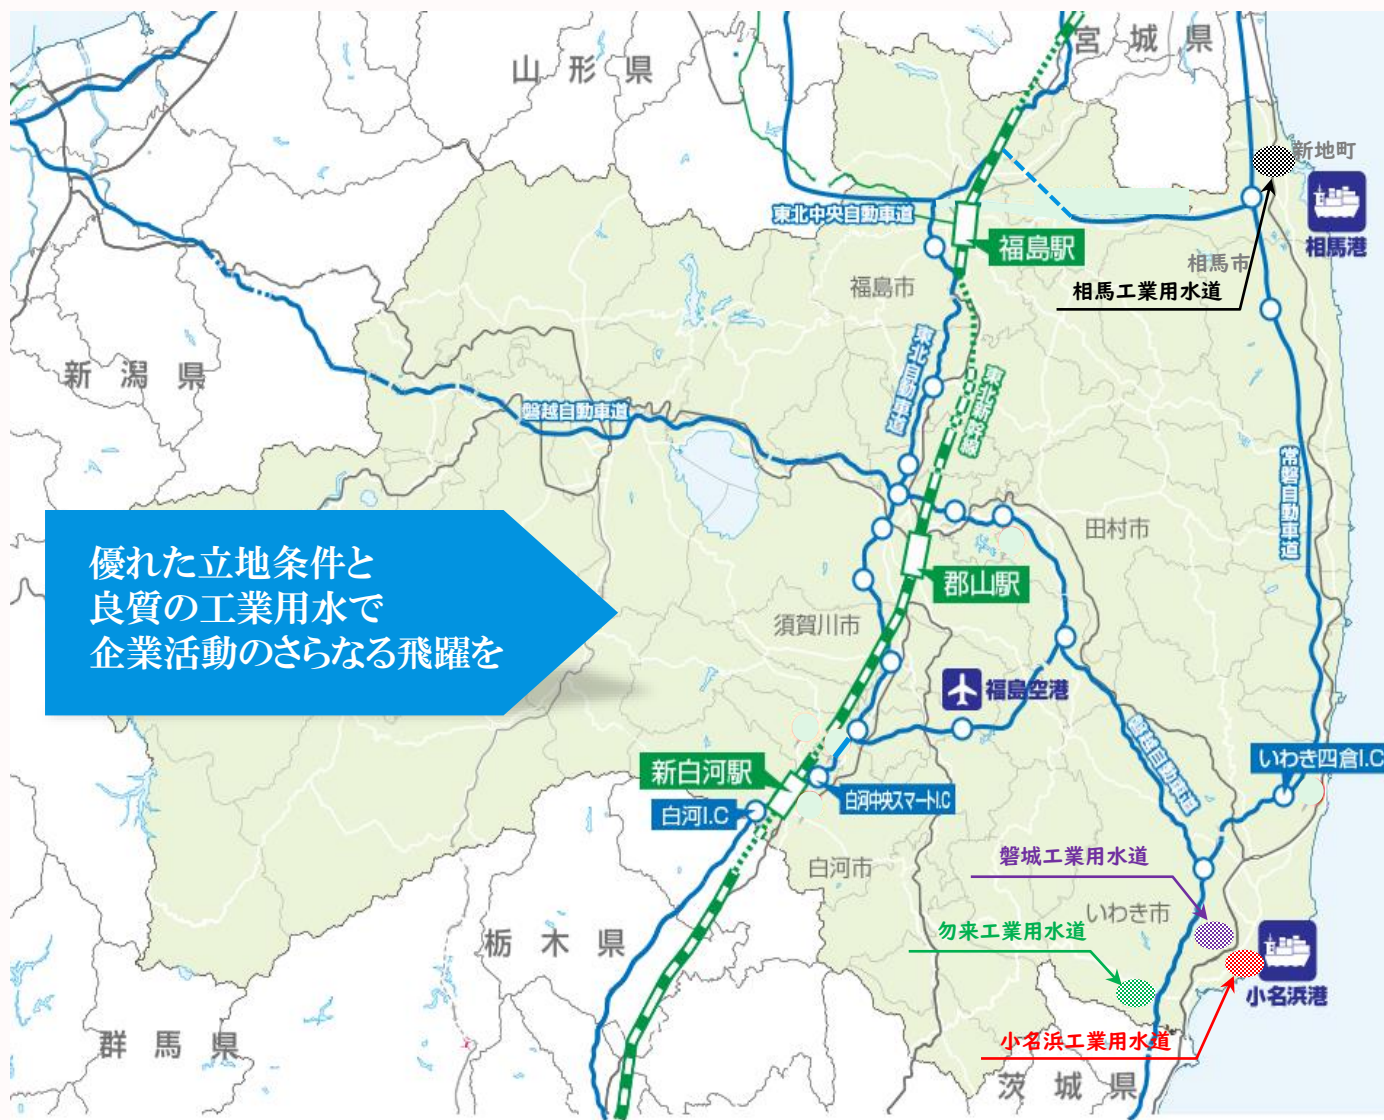 宮城県
山形県
新地町
相馬港
東北中央自動車道
福島駅
相馬市
相馬工業用水道
福島市
東北自動車道
東北新幹線
新潟県
磐越自動車道
常磐自動車道
田村市
優れた立地条件と
良質の工業用水で
企業活動のさらなる飛躍を
郡山駅
須賀川市
福島空港
磐越自動車道
いわき四倉I.C
新白河駅
白河中央スマートI.C
白河I.C
白河市
磐城工業用水道
いわき市
勿来工業用水道
栃木県
小名浜港
小名浜工業用水道
群馬県
茨城県